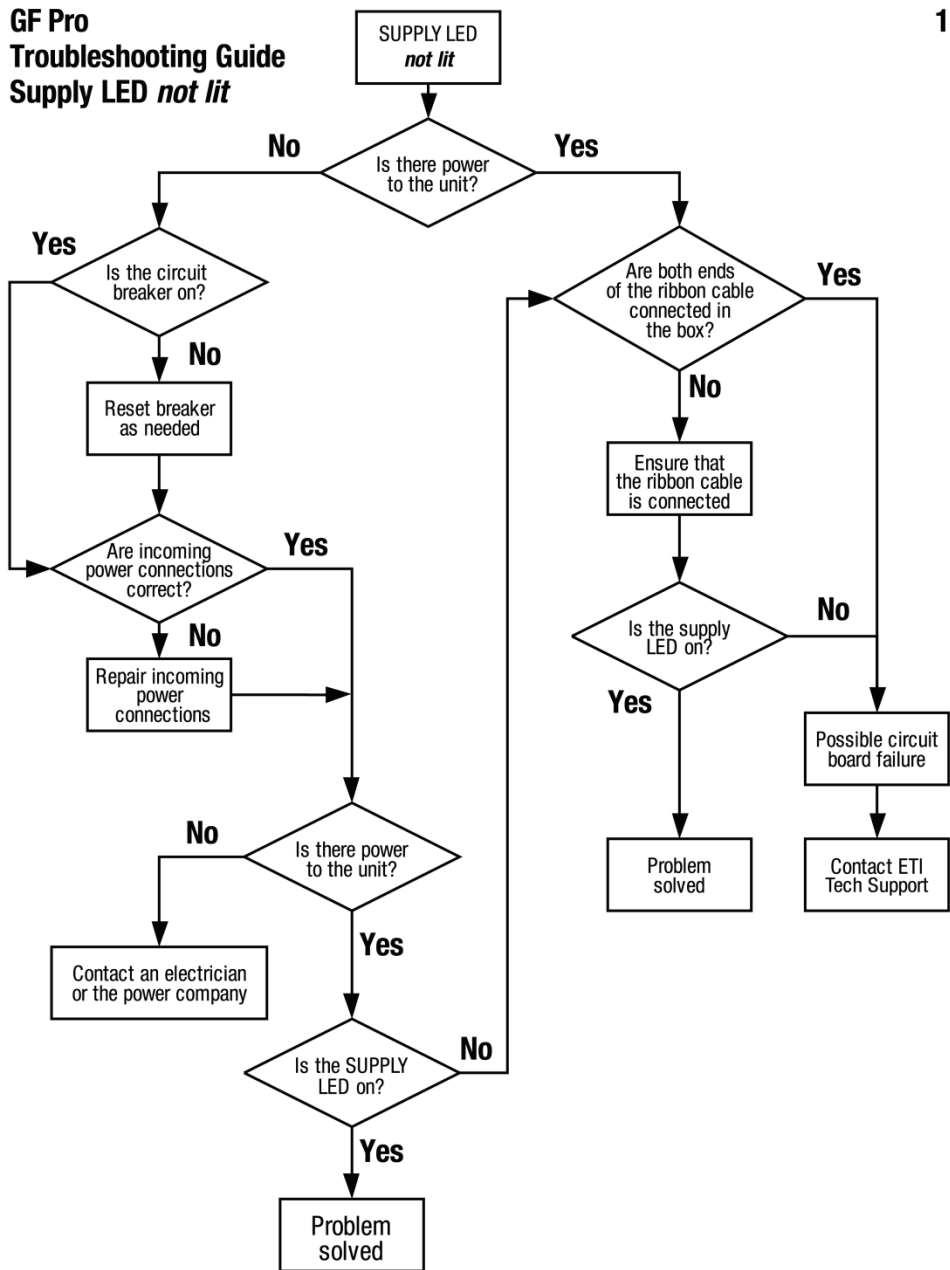 GF Pro
Troubleshooting Guide
Supply LED not lit
1
SUPPLY LED
not lit
Is there power
to the unit?
No
Yes
Is the circuit
breaker on?
Yes
No
Reset breaker
as needed
Are incoming
power connections
correct?
Yes
No
Repair incoming
power
connections
Is there power
to the unit?
No
Yes
Contact an electrician
or the power company
Is the SUPPLY
LED on?
No
Yes
Problem
solved
Are both ends
of the ribbon cable
connected in
the box?
Yes
No
Ensure that
the ribbon cable
is connected
Is the supply
LED on?
No
Yes
Problem
solved
Possible circuit
board failure
Contact ETI
Tech Support